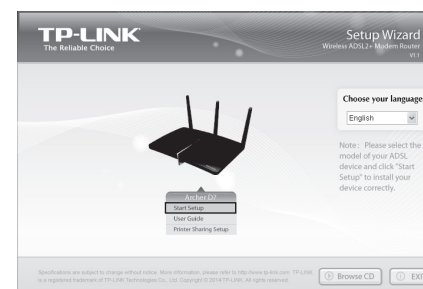 TP-LINK
The Reliable Choice
Setup Wizard
Wireless ADSL2+ Modem Router
V1.1
Choose your language
English
Note: Please select the
model of your ADSL
device and click "Start
Setup" to install your
device correctly.
Archer D7
Start Setup
User Guide
Printer Sharing Setup
Specifications are subject to change without notice. More information, please refer to http://www.tp-link.com. TP-LINK
is a registered trademark of TP-LINK Technologies Co., Ltd. Copyright © 2014 TP-LINK. All rights reserved.
Browse CD
EXI